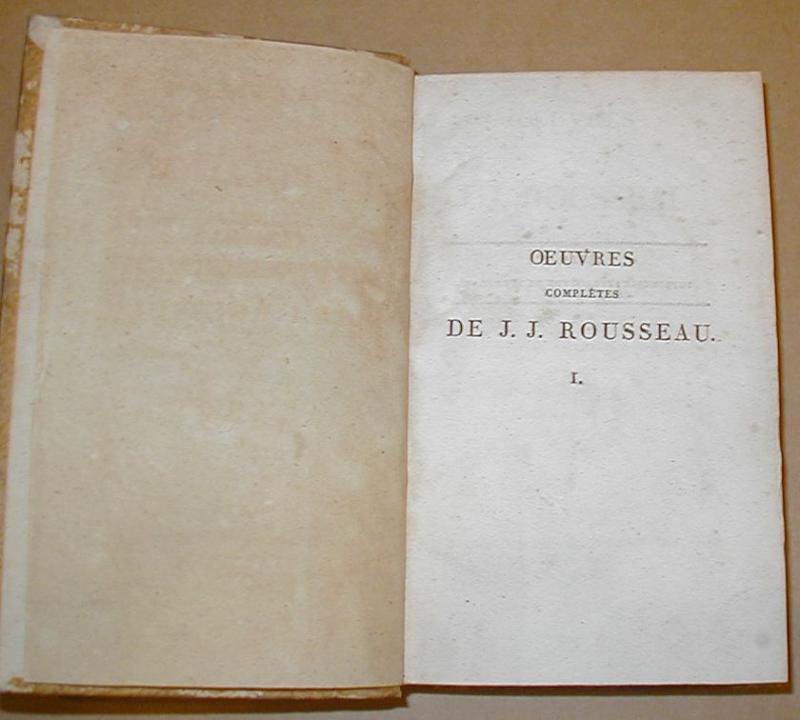 OEUVRES
COMPLÈTES
DE J. J. ROUSSEAU.
I.